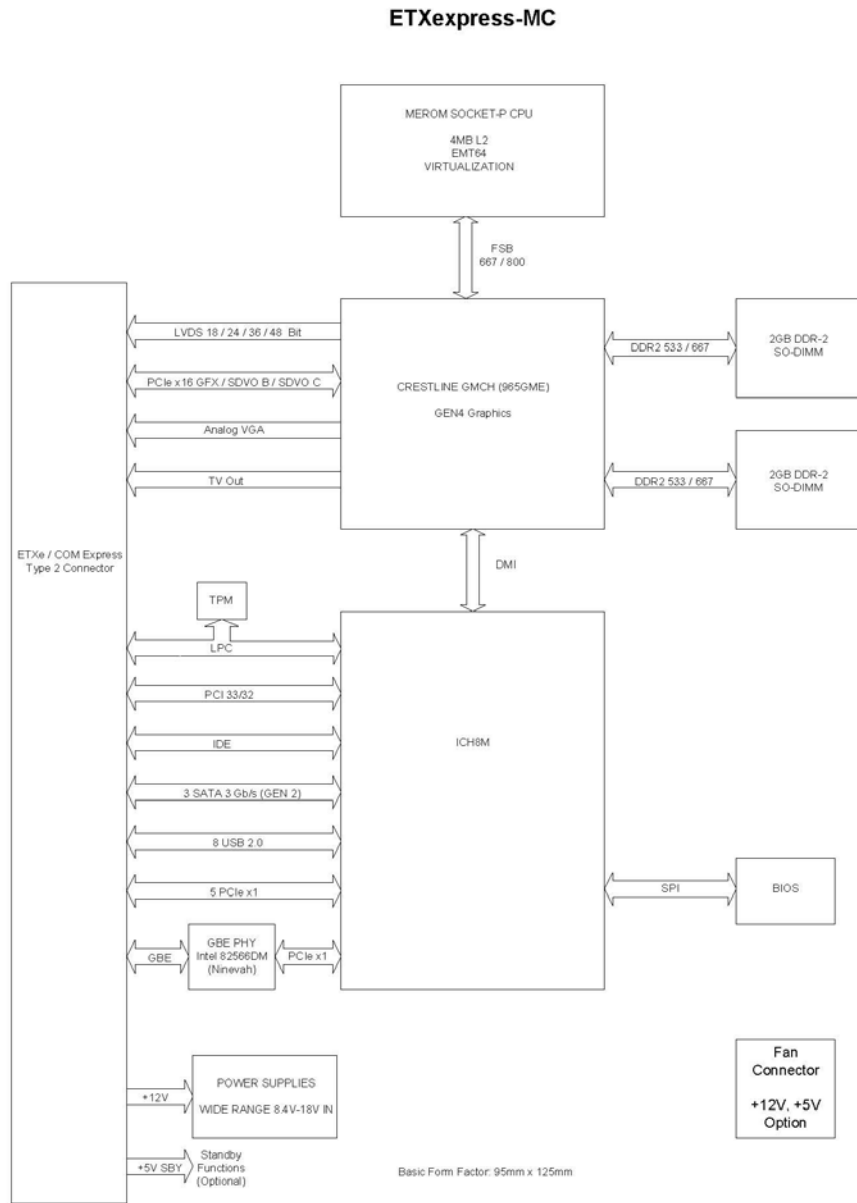 ETXexpress-MC
MEROM SOCKET-P CPU
4MB L2
EMT64
VIRTUALIZATION
FSB
667 / 800
LVDS 18 / 24 / 36 / 48 Bit
PCIe x16 GFX / SDVO B / SDVO C
Analog VGA
TV Out
CRESTLINE GMCH (965GME)
GEN4 Graphics
DDR2 533 / 667
2GB DDR-2
SO-DIMM
DDR2 533 / 667
2GB DDR-2
SO-DIMM
ETXe / COM Express
Type 2 Connector
DMI
TPM
LPC
PCI 33/32
IDE
3 SATA 3 Gb/s (GEN 2)
8 USB 2.0
5 PCIe x1
ICH8M
SPI
BIOS
GBE
GBE PHY
Intel 82566DM
(Ninevah)
PCIe x1
+12V
POWER SUPPLIES
WIDE RANGE 8.4V-18V IN
+5V SBY
Standby
Functions
(Optional)
Basic Form Factor: 95mm x 125mm
Fan
Connector
+12V, +5V
Option